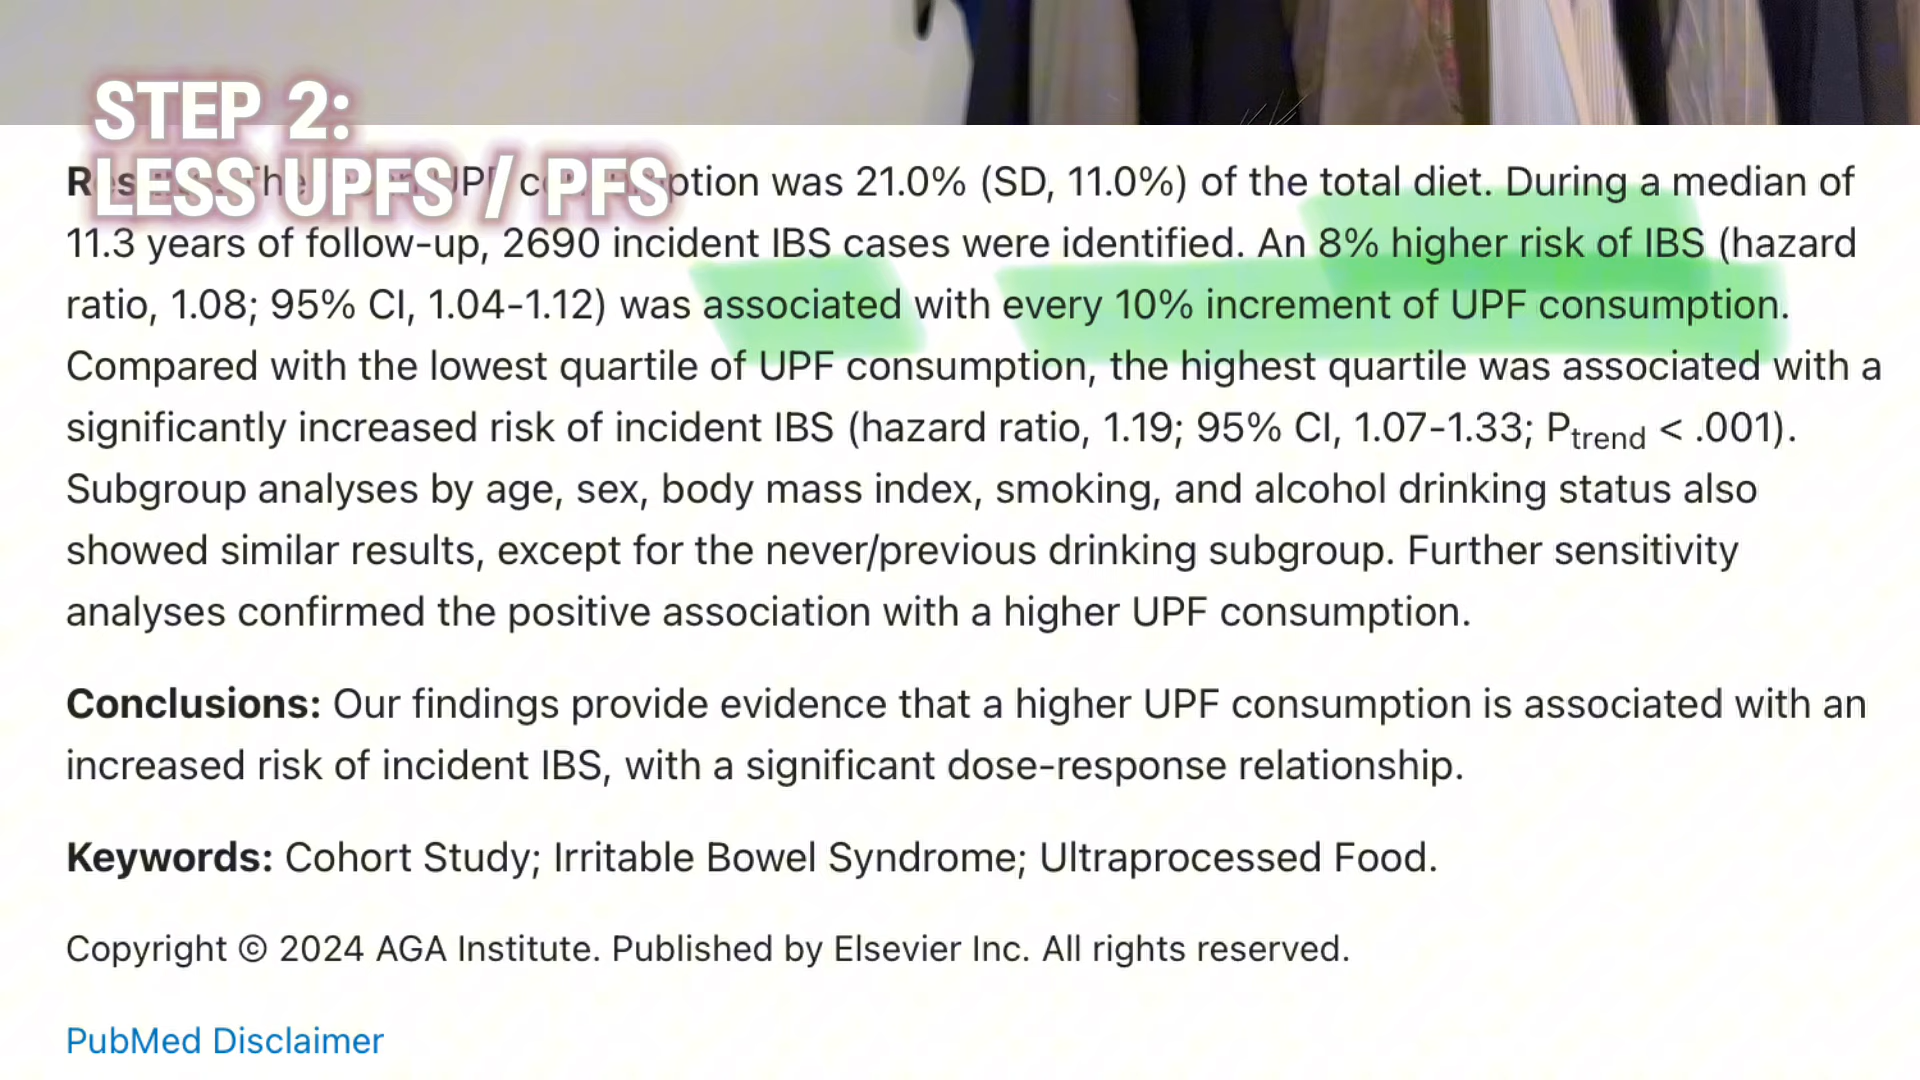 STEP 2:
LESS UPFS / PFS
ption was 21.0% (SD, 11.0%) of the total diet. During a median of
11.3 years of follow-up, 2690 incident IBS cases were identified. An 8% higher risk of IBS (hazard
ratio, 1.08; 95% CI, 1.04-1.12) was associated with every 10% increment of UPF consumption.
Compared with the lowest quartile of UPF consumption, the highest quartile was associated with a
significantly increased risk of incident IBS (hazard ratio, 1.19; 95% CI, 1.07-1.33; Ptrend < .001).
Subgroup analyses by age, sex, body mass index, smoking, and alcohol drinking status also
showed similar results, except for the never/previous drinking subgroup. Further sensitivity
analyses confirmed the positive association with a higher UPF consumption.
Conclusions: Our findings provide evidence that a higher UPF consumption is associated with an
increased risk of incident IBS, with a significant dose-response relationship.
Keywords: Cohort Study; Irritable Bowel Syndrome; Ultraprocessed Food.
Copyright © 2024 AGA Institute. Published by Elsevier Inc. All rights reserved.
PubMed Disclaimer